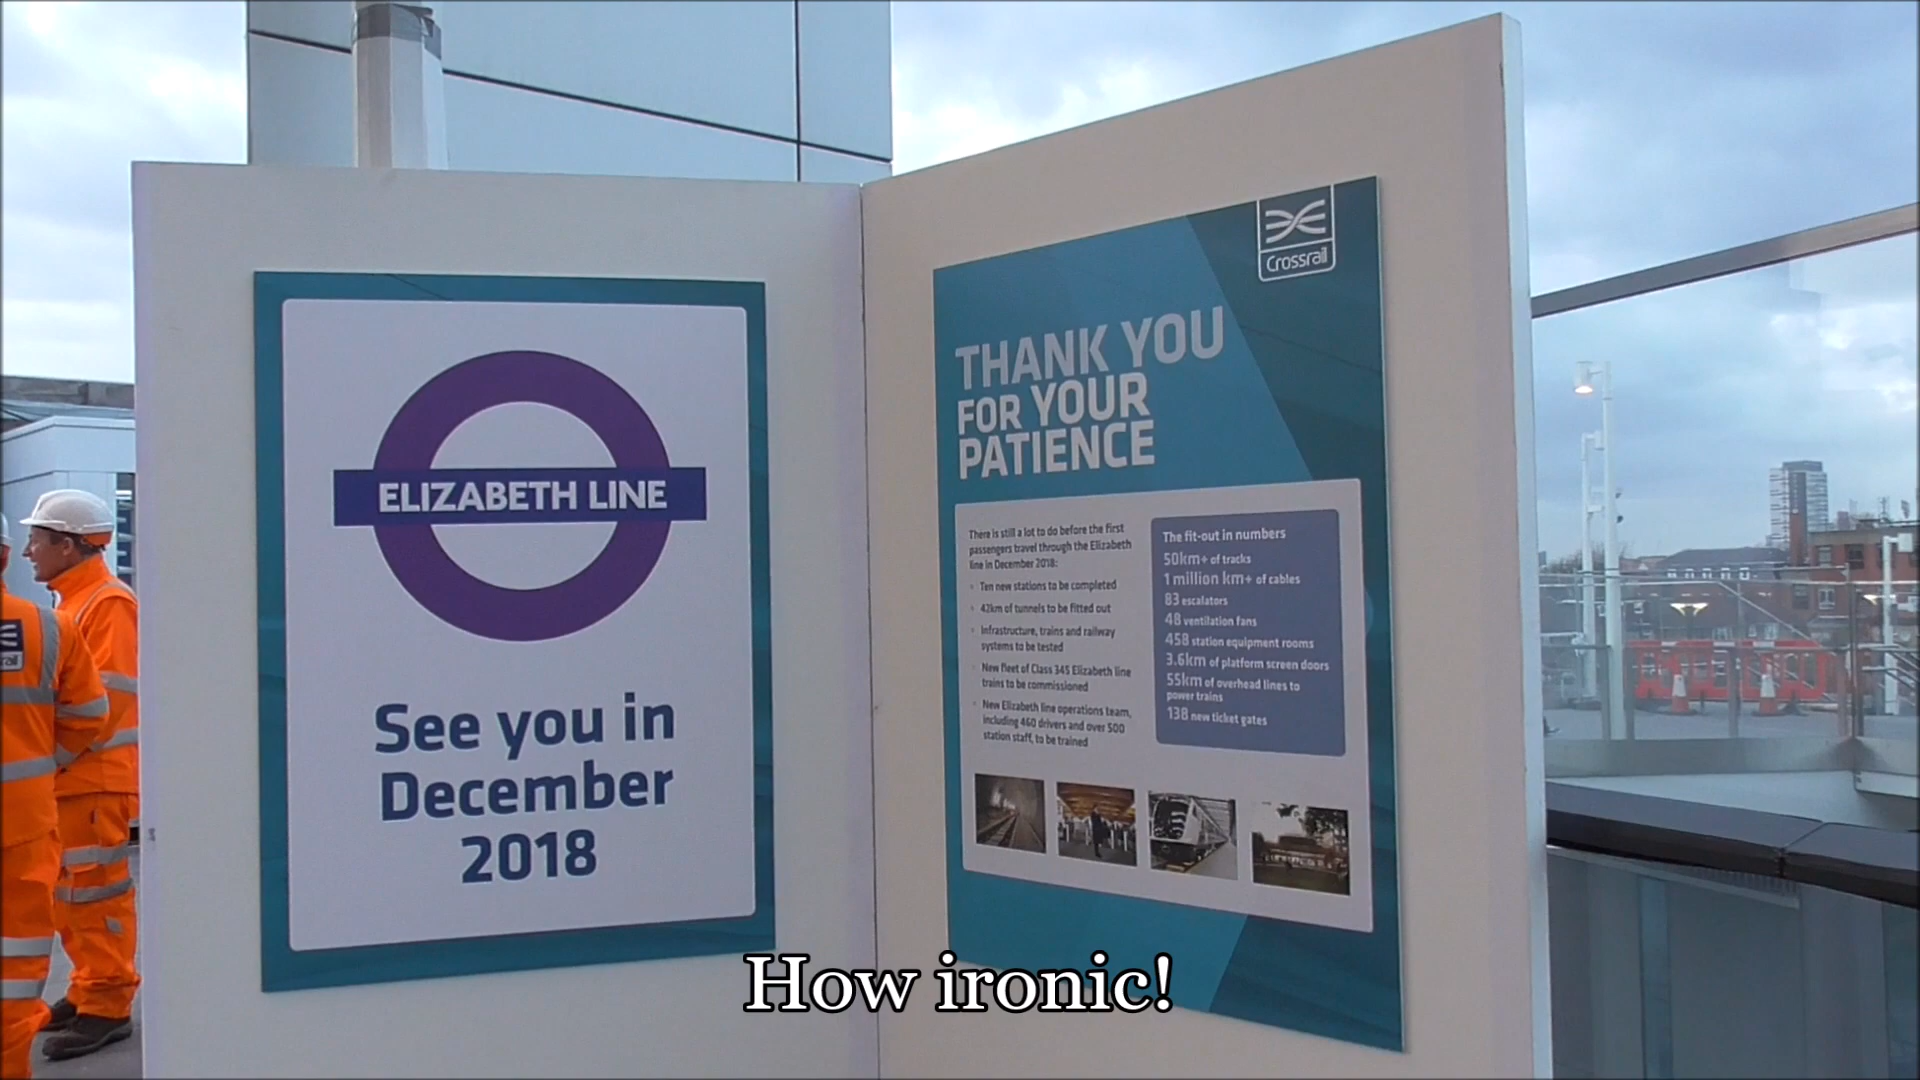 ELIZABETH LINE
See you in
December
2018
Crossrail
THANK YOU
FOR YOUR
PATIENCE
There is still a lot to do before the first
passengers travel through the Elizabeth
line in December 2018:
Ten new stations to be completed
42km of tunnels to be fitted out
Infrastructure, trains and railway
systems to be tested
New fleet of Class 345 Elizabeth line
trains to be commissioned
New Elizabeth line operations team,
including 460 drivers and over 500
station staff, to be trained
The fit-out in numbers
50km+ of tracks
1 million km+ of cables
83 escalators
48 ventilation fans
458 station equipment rooms
3.6km of platform screen doors
55km of overhead lines to
power trains
138 new ticket gates
How ironic!